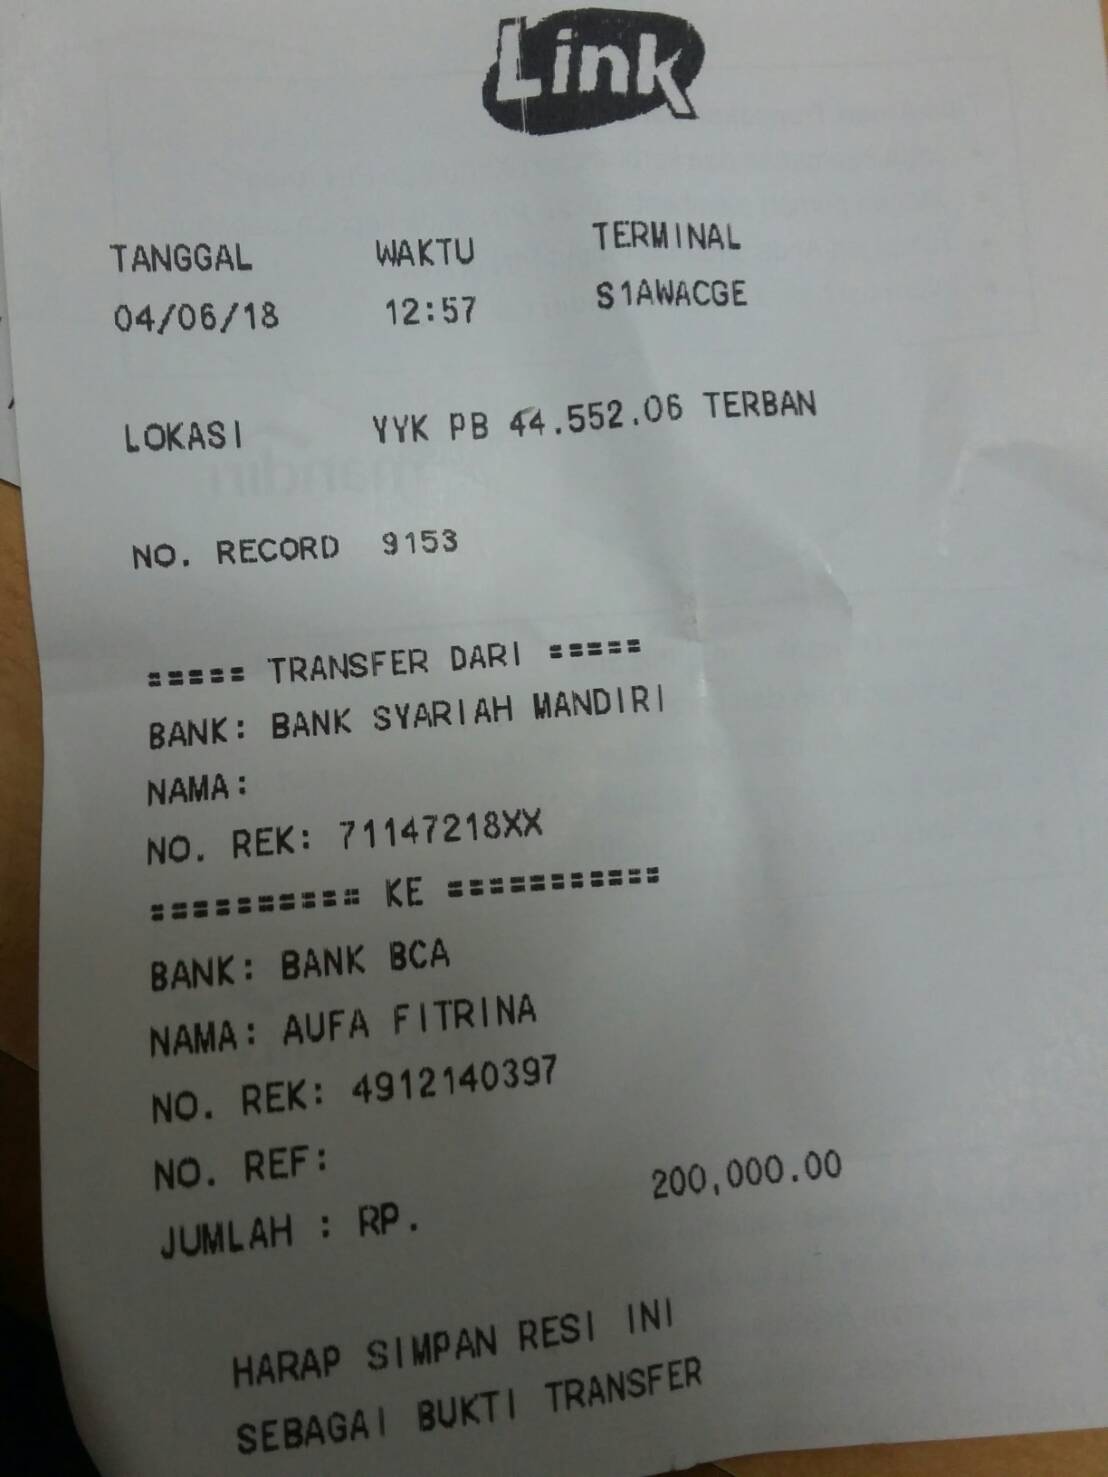 Link
TANGGAL WAKTU TERMINAL
04/06/18 12:57 S1AWACGE
LOKASI YYK PB 44.552.06 TERBAN
NO. RECORD 9153
===== TRANSFER DARI =====
BANK: BANK SYARIAH MANDIRI
NAMA:
NO. REK: 71147218XX
========== KE ===========
BANK: BANK BCA
NAMA: AUFA FITRINA
NO. REK: 4912140397
NO. REF:
JUMLAH : RP. 200,000.00
HARAP SIMPAN RESI INI
SEBAGAI BUKTI TRANSFER